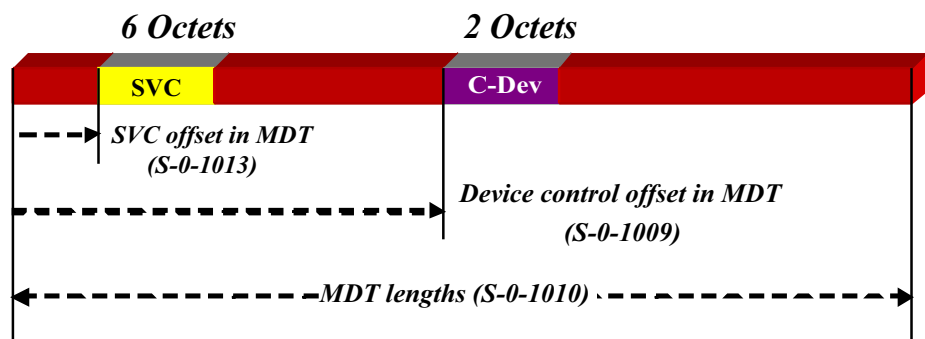 6 Octets
2 Octets
SVC
C-Dev
SVC offset in MDT
(S-0-1013)
Device control offset in MDT
(S-0-1009)
MDT lengths (S-0-1010)